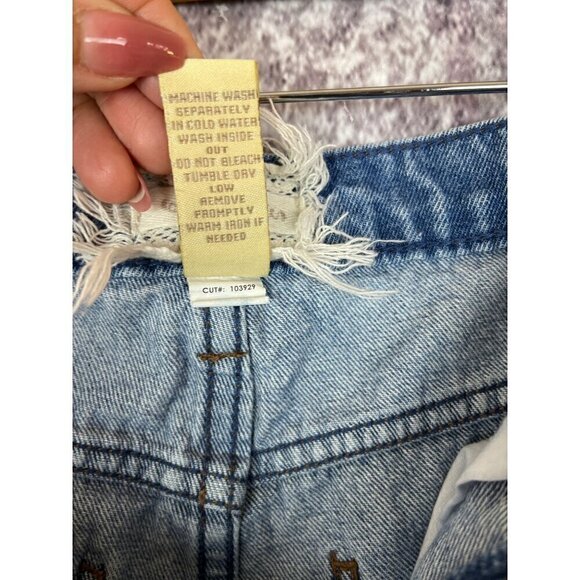 MACHINE WASH
SEPARATELY
IN COLD WATER
WASH INSIDE
OUT
DO NOT BLEACH
TUMBLE DRY
LOW
REMOVE
PROMPTLY
WARM IRON IF
NEEDED
CUT#: 103929